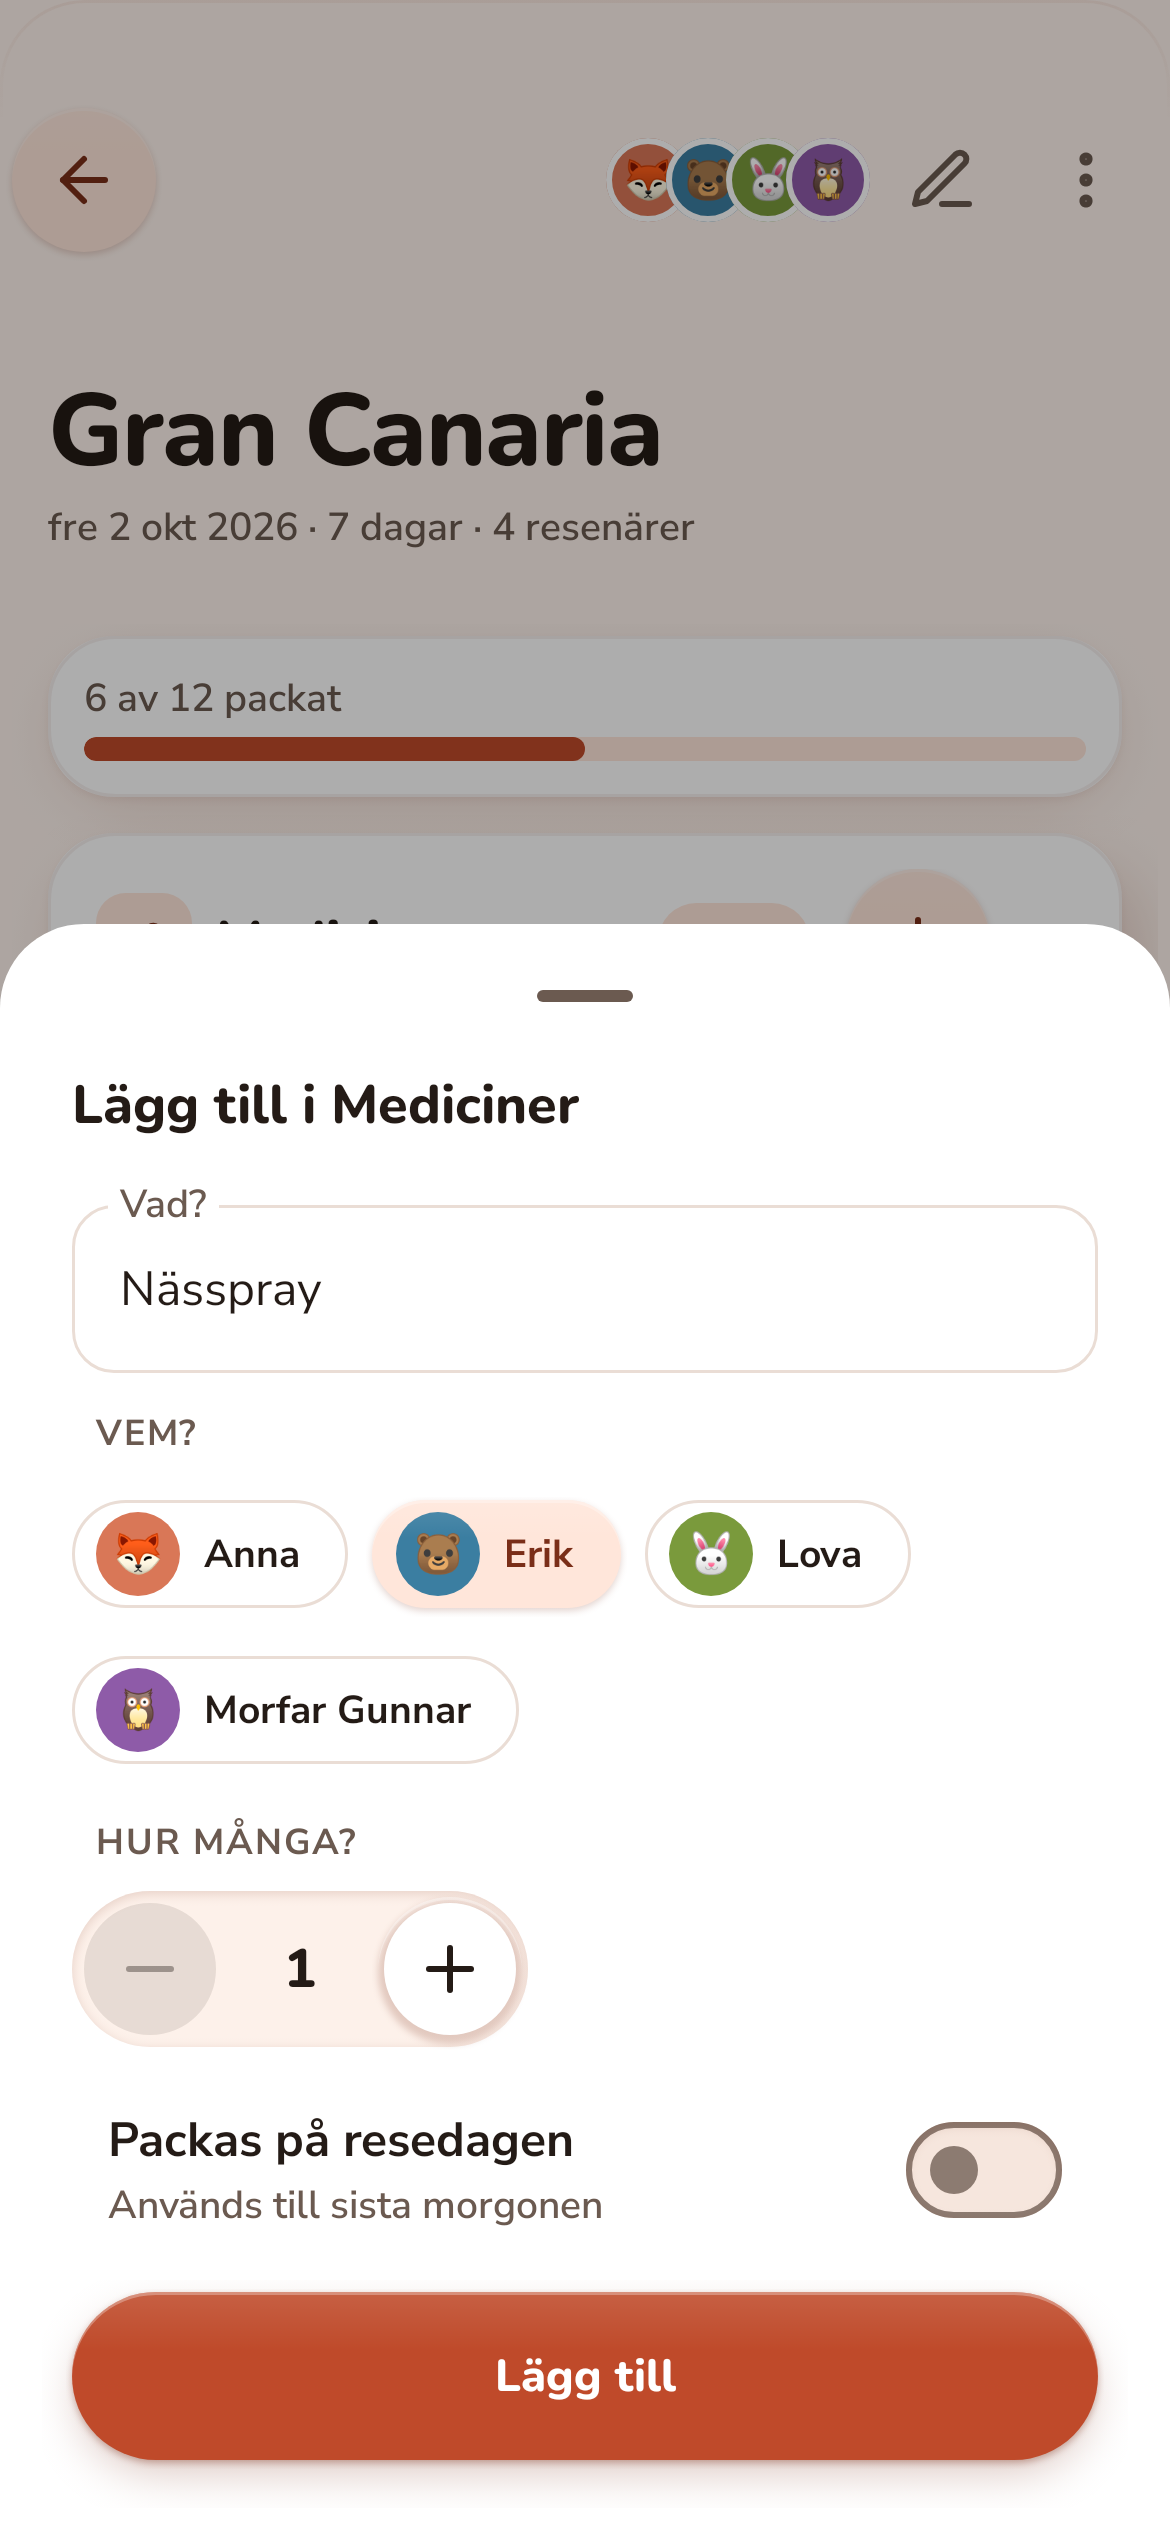 Gran Canaria
fre 2 okt 2026 · 7 dagar · 4 resenärer
6 av 12 packat
Lägg till i Mediciner
Vad?
Nässpray
VEM?
Anna
Erik
Lova
Morfar Gunnar
HUR MÅNGA?
1
Packas på resedagen
Används till sista morgonen
Lägg till